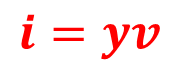 i = yv